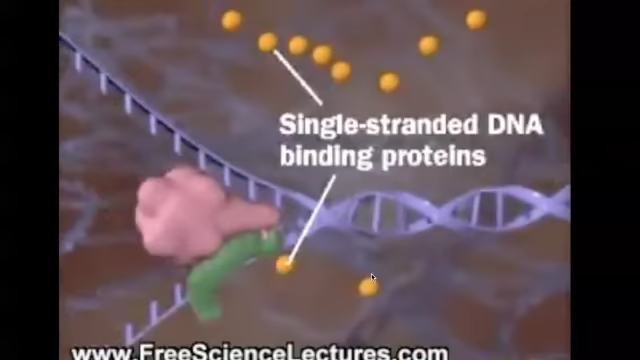 Single-stranded DNA
binding proteins
www.FreeScienceLectures.com